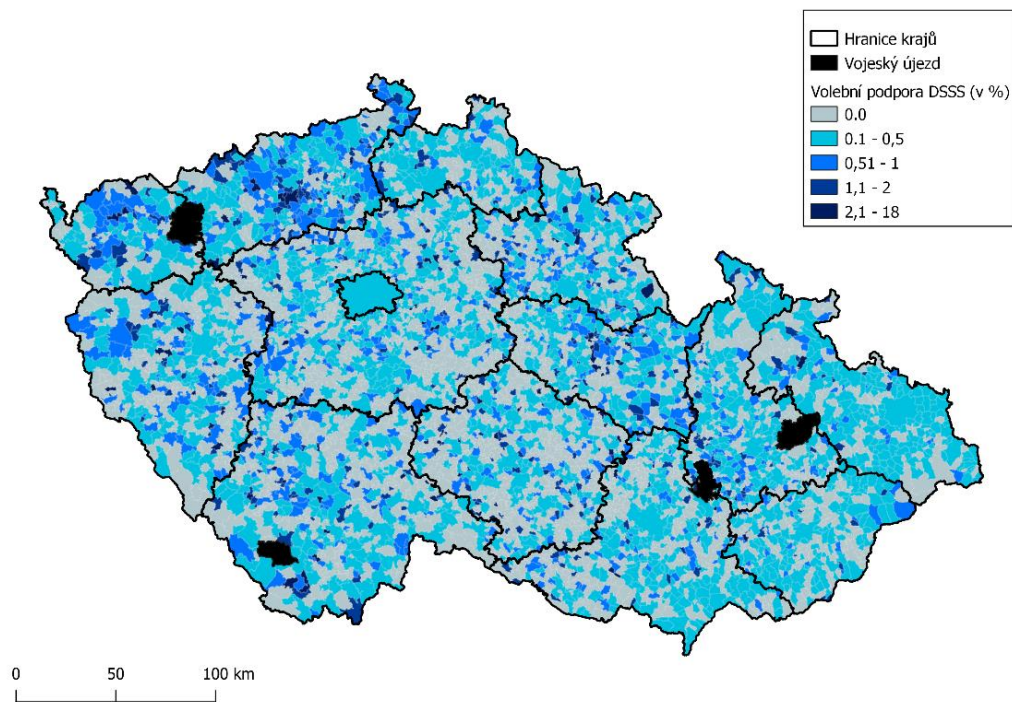 Hranice krajů
Vojeský újezd
Volební podpora DSSS (v %)
0.0
0.1 - 0,5
0,51 - 1
1,1 - 2
2,1 - 18
0 50 100 km